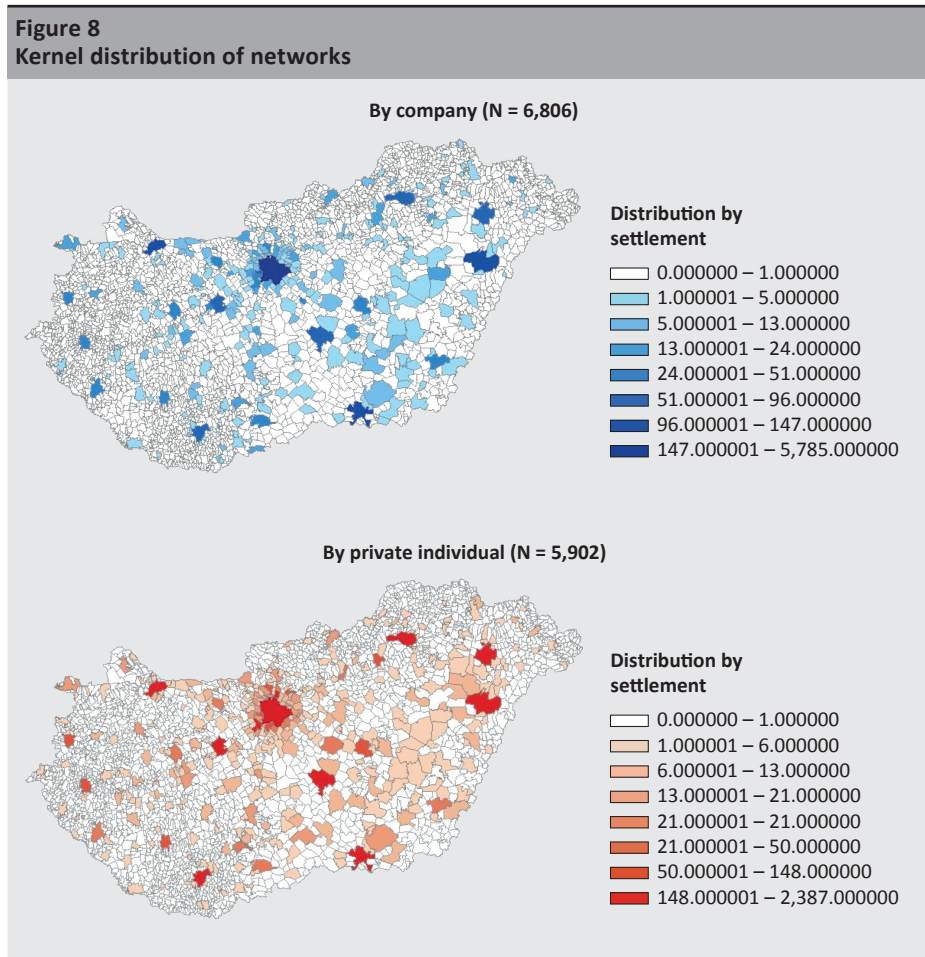 Figure 8
Kernel distribution of networks
By company (N = 6,806)
Distribution by
settlement
0.000000 – 1.000000
1.000001 – 5.000000
5.000001 – 13.000000
13.000001 – 24.000000
24.000001 – 51.000000
51.000001 – 96.000000
96.000001 – 147.000000
147.000001 – 5,785.000000
By private individual (N = 5,902)
Distribution by
settlement
0.000000 – 1.000000
1.000001 – 6.000000
6.000001 – 13.000000
13.000001 – 21.000000
21.000001 – 21.000000
21.000001 – 50.000000
50.000001 – 148.000000
148.000001 – 2,387.000000